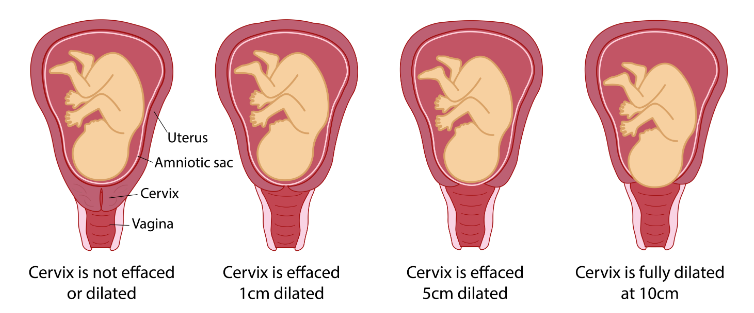 Uterus
Amniotic sac
Cervix
Vagina
Cervix is not effaced
or dilated
Cervix is effaced
1cm dilated
Cervix is effaced
5cm dilated
Cervix is fully dilated
at 10cm